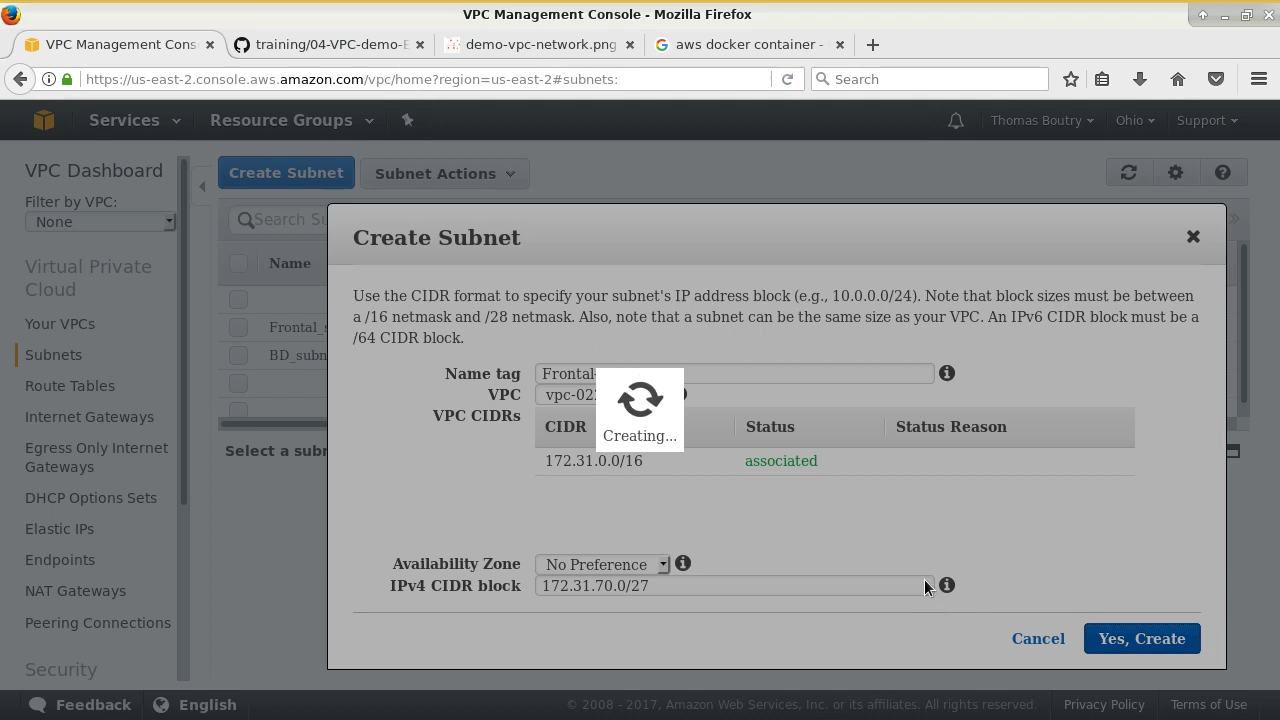 VPC Management Console - Mozilla Firefox
VPC Management Cons
training/04-VPC-demo
demo-vpc-network.png
aws docker container -
https://us-east-2.console.aws.amazon.com/vpc/home?region=us-east-2#subnets:
Search
Services
Resource Groups
Thomas Boutry
Ohio
Support
VPC Dashboard
Filter by VPC:
None
Virtual Private
Cloud
Your VPCs
Subnets
Route Tables
Internet Gateways
Egress Only Internet
Gateways
DHCP Options Sets
Elastic IPs
Endpoints
NAT Gateways
Peering Connections
Security
Create Subnet
Subnet Actions
Search Su
Name
Frontal_s
BD_subn
Select a subn
Create Subnet
Use the CIDR format to specify your subnet's IP address block (e.g., 10.0.0.0/24). Note that block sizes must be between
a /16 netmask and /28 netmask. Also, note that a subnet can be the same size as your VPC. An IPv6 CIDR block must be a
/64 CIDR block.
Name tag
Frontal
VPC
vpc-02
VPC CIDRs
CIDR
Status
Status Reason
172.31.0.0/16
associated
Creating...
Availability Zone
No Preference
IPv4 CIDR block
172.31.70.0/27
Cancel
Yes, Create
Feedback
English
© 2008 - 2017, Amazon Web Services, Inc. or its affiliates. All rights reserved.
Privacy Policy
Terms of Use